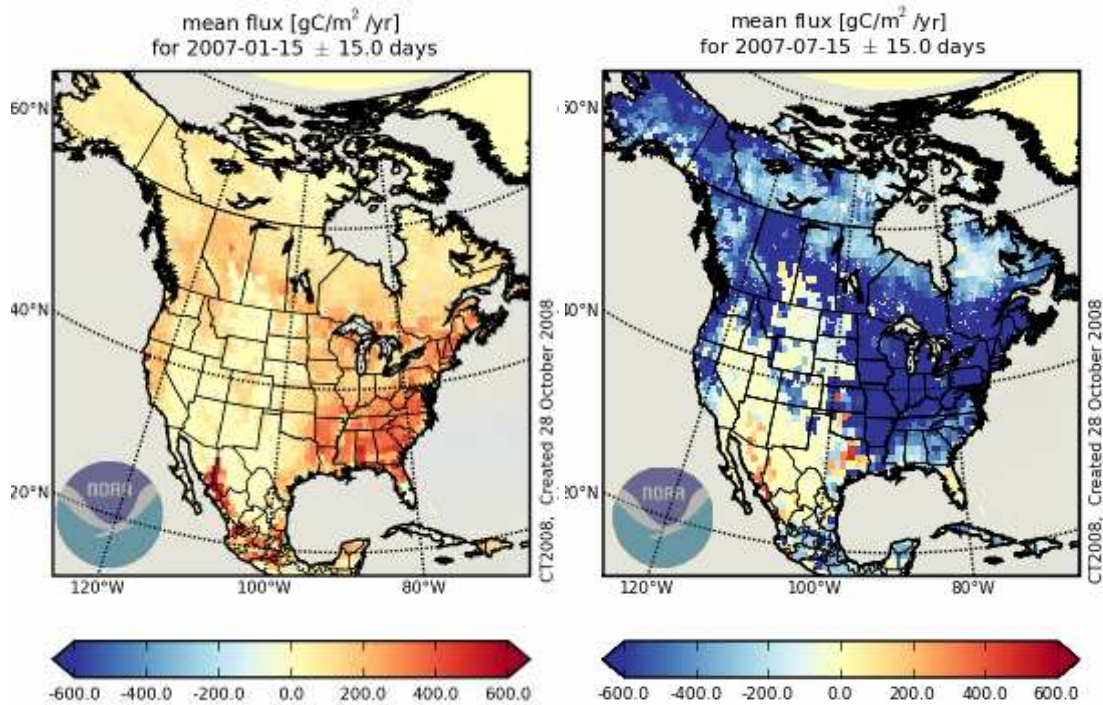 mean flux [gC/m² /yr]
for 2007-01-15 ± 15.0 days
60°N
40°N
20°N
120°W
100°W
80°W
NOAA
CT2008, Created 28 October 2008
-600.0
-400.0
-200.0
0.0
200.0
400.0
600.0
mean flux [gC/m² /yr]
for 2007-07-15 ± 15.0 days
60°N
40°N
20°N
120°W
100°W
80°W
NOAA
CT2008, Created 28 October 2008
-600.0
-400.0
-200.0
0.0
200.0
400.0
600.0